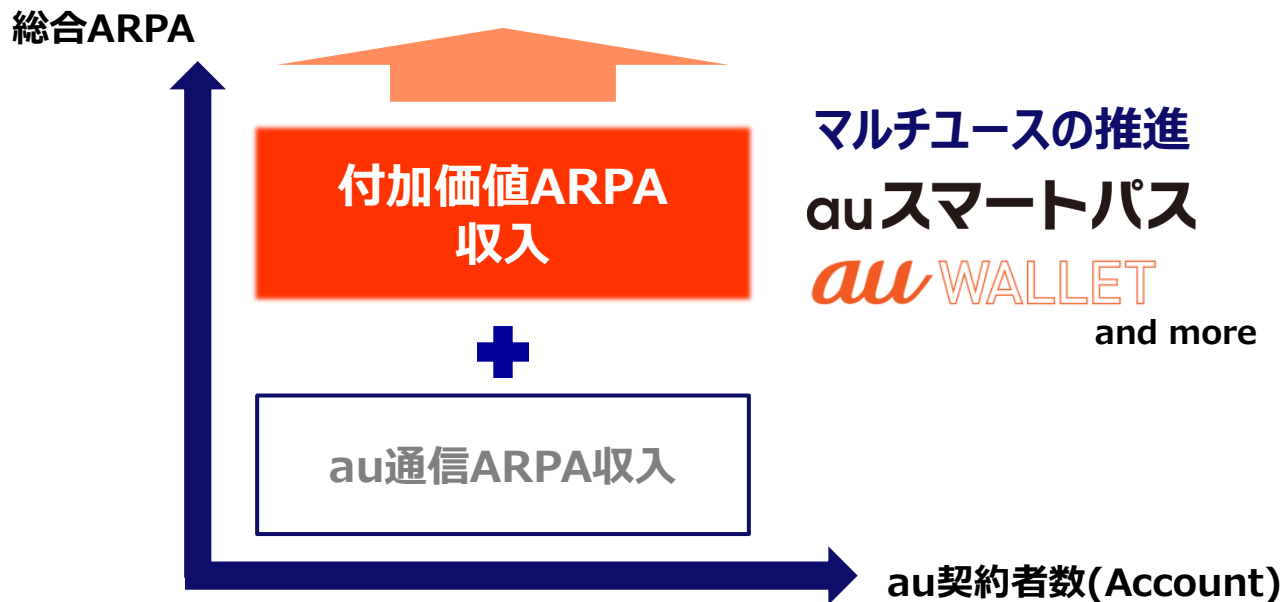 総合ARPA
付加価値ARPA
収入
マルチユースの推進
auスマートパス
au WALLET
and more
au通信ARPA収入
au契約者数(Account)